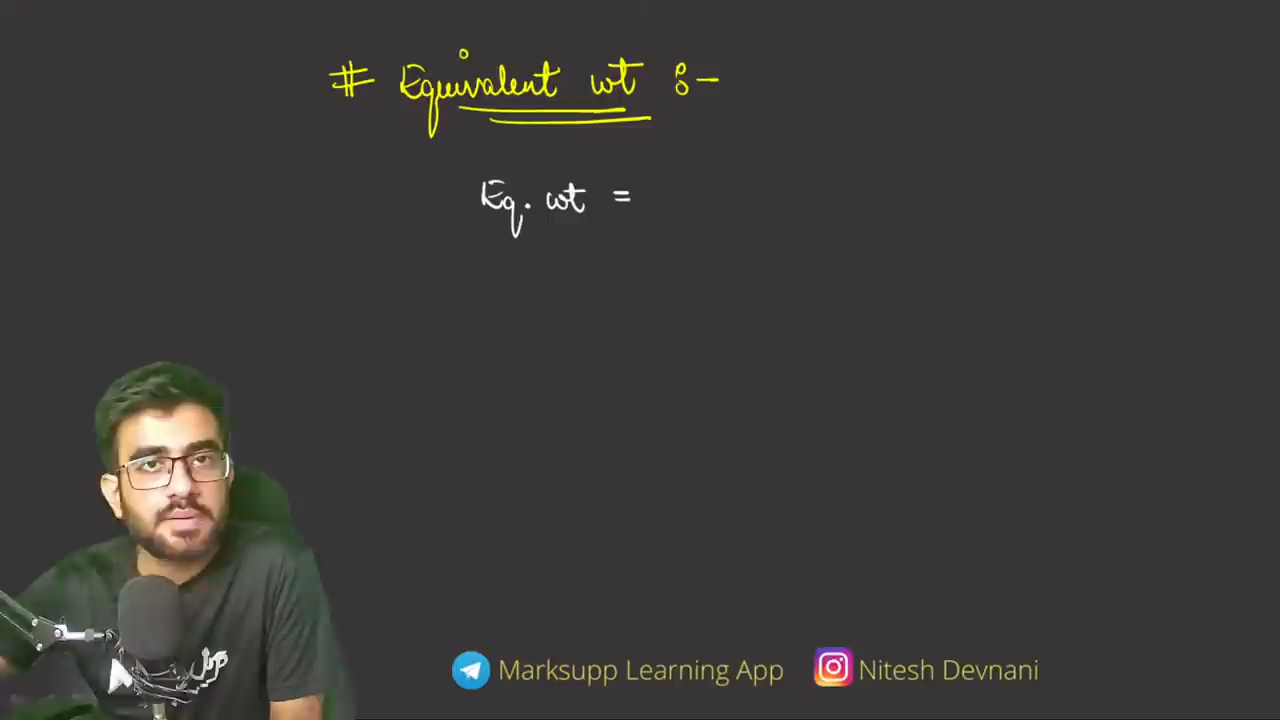 # Equivalent wt :-
Eq. wt =
Marksupp Learning App
Nitesh Devnani